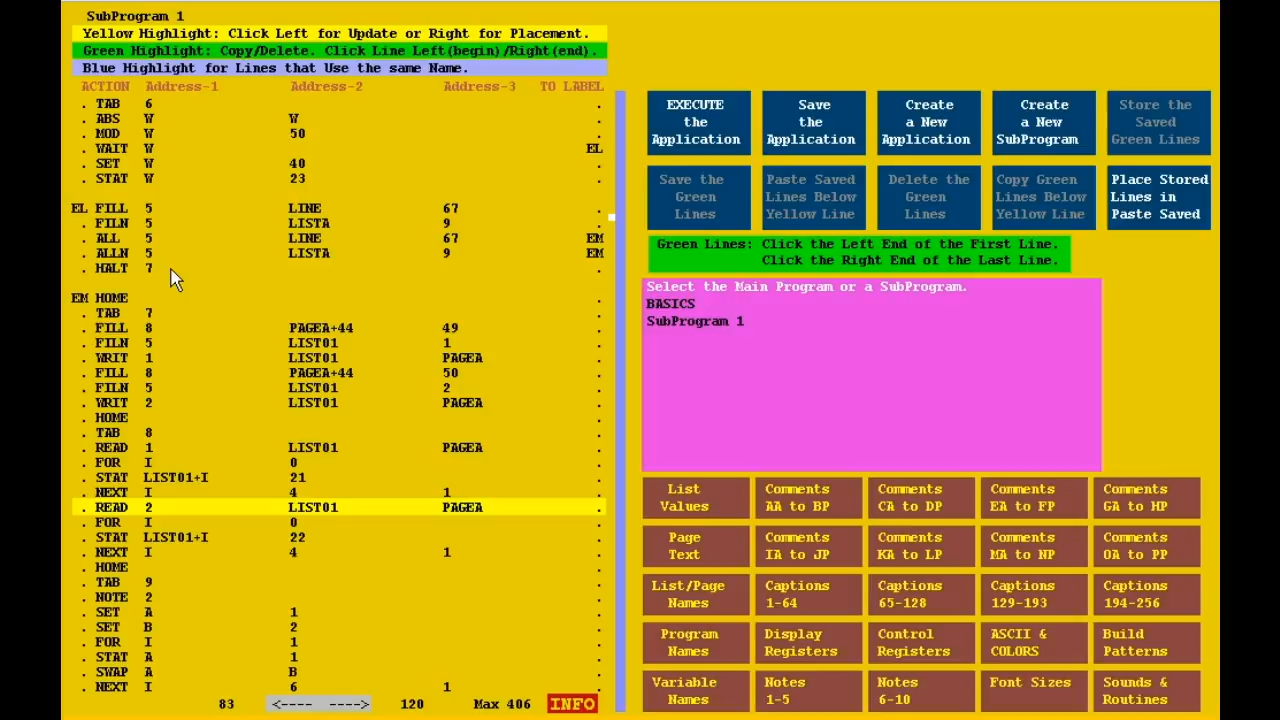 SubProgram 1
Yellow Highlight: Click Left for Update or Right for Placement.
Green Highlight: Copy/Delete. Click Line Left(begin)/Right(end).
Blue Highlight for Lines that Use the same Name.
ACTION Address-1 Address-2 Address-3 TO LABEL
. TAB 6 .
. ABS W W .
. MOD W 50 .
. WAIT W EL
. SET W 40 .
. STAT W 23 .
EL FILL 5 LINE 67 .
. FILN 5 LISTA 9 .
. ALL 5 LINE 67 EM
. ALLN 5 LISTA 9 EM
. HALT 7 .
EM HOME .
. TAB 7 .
. FILL 8 PAGEA+44 49 .
. FILN 5 LIST01 1 .
. WRIT 1 LIST01 PAGEA .
. FILL 8 PAGEA+44 50 .
. FILN 5 LIST01 2 .
. WRIT 2 LIST01 PAGEA .
. HOME .
. TAB 8 .
. READ 1 LIST01 PAGEA .
. FOR I 0 .
. STAT LIST01+I 21 .
. NEXT I 4 1 .
. READ 2 LIST01 PAGEA .
. FOR I 0 .
. STAT LIST01+I 22 .
. NEXT I 4 1 .
. HOME .
. TAB 9 .
. NOTE 2 .
. SET A 1 .
. SET B 2 .
. FOR I 1 .
. STAT A 1 .
. SWAP A B .
. NEXT I 6 1 .
83 <---- ----> 120 Max 406 INFO
EXECUTE
the
Application
Save
the
Application
Create
a New
Application
Create
a New
SubProgram
Store the
Saved
Green Lines
Save the
Green
Lines
Paste Saved
Lines Below
Yellow Line
Delete the
Green
Lines
Copy Green
Lines Below
Yellow Line
Place Stored
Lines in
Paste Saved
Green Lines: Click the Left End of the First Line.
Click the Right End of the Last Line.
Select the Main Program or a SubProgram.
BASICS
SubProgram 1
List
Values
Comments
AA to BP
Comments
CA to DP
Comments
EA to FP
Comments
GA to HP
Page
Text
Comments
IA to JP
Comments
KA to LP
Comments
MA to NP
Comments
OA to PP
List/Page
Names
Captions
1-64
Captions
65-128
Captions
129-193
Captions
194-256
Program
Names
Display
Registers
Control
Registers
ASCII &
COLORS
Build
Patterns
Variable
Names
Notes
1-5
Notes
6-10
Font Sizes
Sounds &
Routines